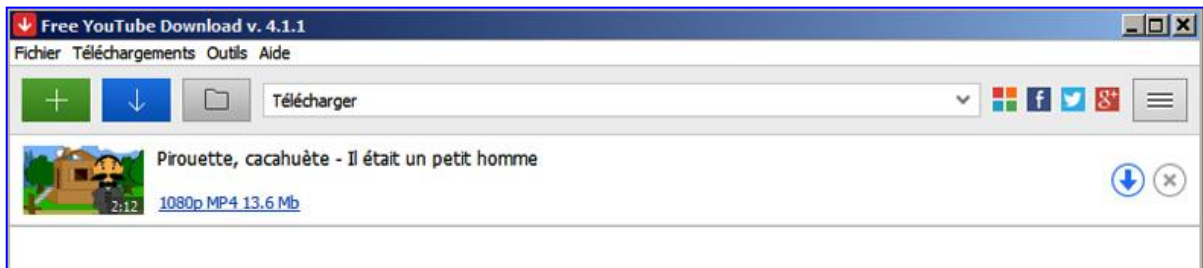 Free YouTube Download v. 4.1.1
Fichier Téléchargements Outils Aide
Télécharger
f g+
Pirouette, cacahuète - Il était un petit homme
2:12
1080p MP4 13.6 Mb